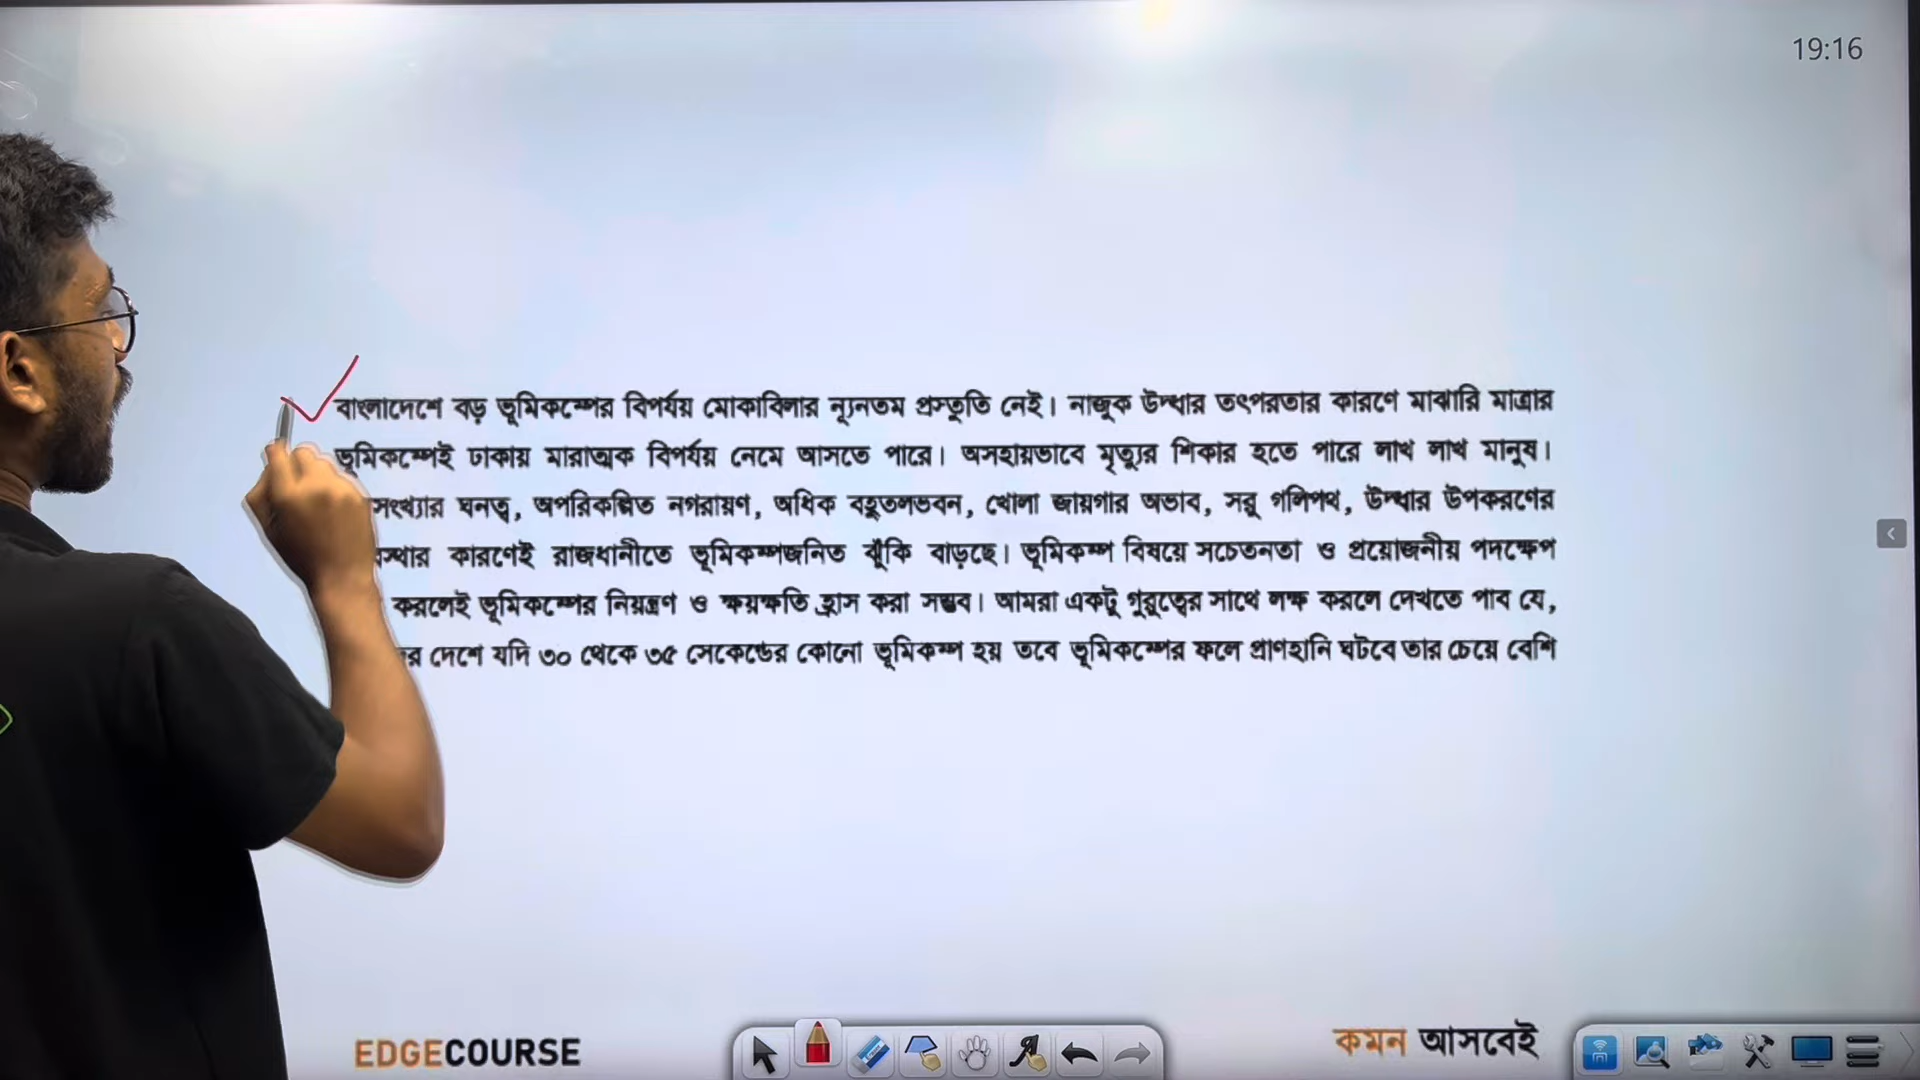 19:16
বাংলাদেশে বড় ভূমিকম্পের বিপর্যয় মোকাবিলার ন্যূনতম প্রস্তুতি নেই। নাজুক উদ্ধার তৎপরতার কারণে মাঝারি মাত্রার
ভূমিকম্পেই ঢাকায় মারাত্মক বিপর্যয় নেমে আসতে পারে। অসহায়ভাবে মৃত্যুর শিকার হতে পারে লাখ লাখ মানুষ।
সংখ্যার ঘনত্ব, অপরিকল্পিত নগরায়ণ, অধিক বহুতলভবন, খোলা জায়গার অভাব, সরু গলিপথ, উদ্ধার উপকরণের
কারণেই রাজধানীতে ভূমিকম্পজনিত ঝুঁকি বাড়ছে। ভূমিকম্প বিষয়ে সচেতনতা ও প্রয়োজনীয় পদক্ষেপ
করলেই ভূমিকম্পের নিয়ন্ত্রণ ও ক্ষয়ক্ষতি হ্রাস করা সম্ভব। আমরা একটু গুরুত্বের সাথে লক্ষ করলে দেখতে পাব যে,
দেশে যদি ৩০ থেকে ৩৫ সেকেন্ডের কোনো ভূমিকম্প হয় তবে ভূমিকম্পের ফলে প্রাণহানি ঘটবে তার চেয়ে বেশি
EDGECOURSE
কমন আসবেই